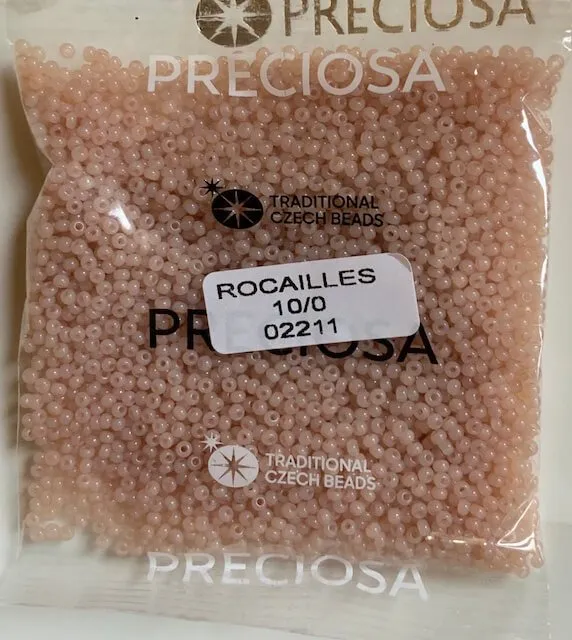 PRECIOSA
PRECIOSA
TRADITIONAL
CZECH BEADS
ROCAILLES
10/0
02211
PRECIOSA
TRADITIONAL
CZECH BEADS
PRECIOSA